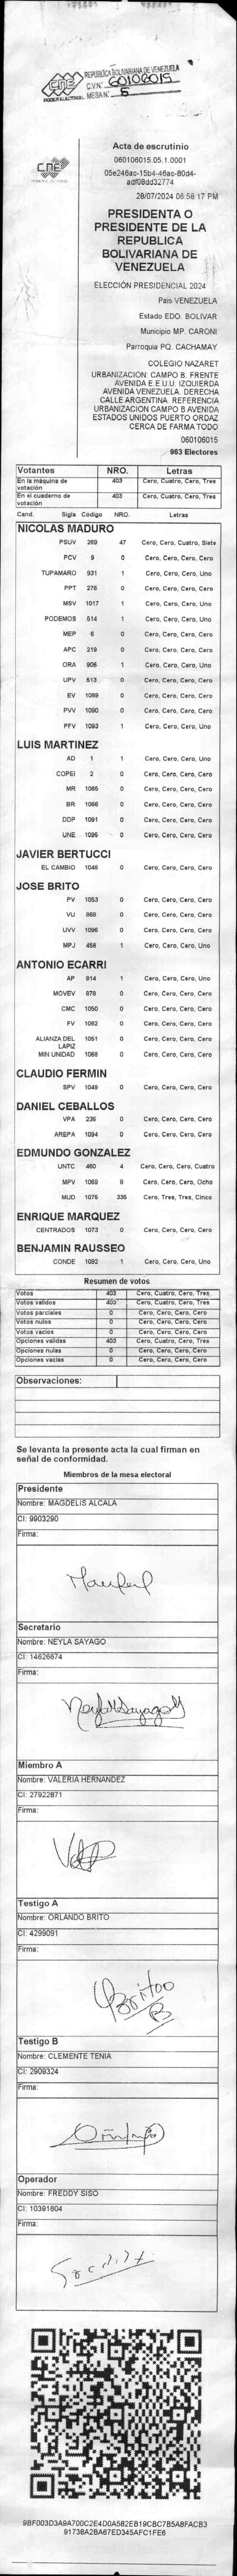 REPÚBLICA BOLIVARIANA DE VENEZUELA
CNE
PODER ELECTORAL
C.V.N°. 60106015
MESA N°: 5
CNE
Acta de escrutinio
060106015.05.1.0001
05e246ac-15b4-46ac-80d4-
adf08dd32774
28/07/2024 06:58:17 PM
PRESIDENTA O
PRESIDENTE DE LA
REPUBLICA
BOLIVARIANA DE
VENEZUELA
ELECCIÓN PRESIDENCIAL 2024
Pais VENEZUELA
Estado EDO. BOLIVAR
Municipio MP. CARONI
Parroquia PQ. CACHAMAY
COLEGIO NAZARET
URBANIZACION: CAMPO B. FRENTE
AVENIDA E.E.U.U. IZQUIERDA
AVENIDA VENEZUELA. DERECHA
CALLE ARGENTINA. REFERENCIA
URBANIZACION CAMPO B AVENIDA
ESTADOS UNIDOS PUERTO ORDAZ
CERCA DE FARMA TODO
060106015
963 Electores
Votantes NRO. Letras
En la máquina de votación 403 Cero, Cuatro, Cero, Tres
En el cuaderno de votación 403 Cero, Cuatro, Cero, Tres
Cand. Sigla Código NRO. Letras
NICOLAS MADURO
PSUV 269 47 Cero, Cero, Cuatro, Siete
PCV 9 0 Cero, Cero, Cero, Cero
TUPAMARO 931 1 Cero, Cero, Cero, Uno
PPT 276 0 Cero, Cero, Cero, Cero
MSV 1017 1 Cero, Cero, Cero, Uno
PODEMOS 514 1 Cero, Cero, Cero, Uno
MEP 6 0 Cero, Cero, Cero, Cero
APC 219 0 Cero, Cero, Cero, Cero
ORA 906 1 Cero, Cero, Cero, Uno
UPV 513 0 Cero, Cero, Cero, Cero
EV 1089 0 Cero, Cero, Cero, Cero
PVV 1090 0 Cero, Cero, Cero, Cero
PFV 1093 1 Cero, Cero, Cero, Uno
LUIS MARTINEZ
AD 1 1 Cero, Cero, Cero, Uno
COPEI 2 0 Cero, Cero, Cero, Cero
MR 1065 0 Cero, Cero, Cero, Cero
BR 1066 0 Cero, Cero, Cero, Cero
DDP 1091 0 Cero, Cero, Cero, Cero
UNE 1095 0 Cero, Cero, Cero, Cero
JAVIER BERTUCCI
EL CAMBIO 1048 0 Cero, Cero, Cero, Cero
JOSE BRITO
PV 1053 0 Cero, Cero, Cero, Cero
VU 869 0 Cero, Cero, Cero, Cero
UVV 1096 0 Cero, Cero, Cero, Cero
MPJ 458 1 Cero, Cero, Cero, Uno
ANTONIO ECARRI
AP 914 1 Cero, Cero, Cero, Uno
MOVEV 878 0 Cero, Cero, Cero, Cero
CMC 1050 0 Cero, Cero, Cero, Cero
FV 1062 0 Cero, Cero, Cero, Cero
ALIANZA DEL LAPIZ 1051 0 Cero, Cero, Cero, Cero
MIN UNIDAD 1068 0 Cero, Cero, Cero, Cero
CLAUDIO FERMIN
SPV 1049 0 Cero, Cero, Cero, Cero
DANIEL CEBALLOS
VPA 236 0 Cero, Cero, Cero, Cero
AREPA 1094 0 Cero, Cero, Cero, Cero
EDMUNDO GONZALEZ
UNTC 460 4 Cero, Cero, Cero, Cuatro
MPV 1069 8 Cero, Cero, Cero, Ocho
MUD 1075 335 Cero, Tres, Tres, Cinco
ENRIQUE MARQUEZ
CENTRADOS 1073 0 Cero, Cero, Cero, Cero
BENJAMIN RAUSSEO
CONDE 1092 1 Cero, Cero, Cero, Uno
Resumen de votos
Votos 403 Cero, Cuatro, Cero, Tres
Votos validos 403 Cero, Cuatro, Cero, Tres
Votos parciales 0 Cero, Cero, Cero, Cero
Votos nulos 0 Cero, Cero, Cero, Cero
Votos vacios 0 Cero, Cero, Cero, Cero
Opciones validas 403 Cero, Cuatro, Cero, Tres
Opciones nulas 0 Cero, Cero, Cero, Cero
Opciones vacias 0 Cero, Cero, Cero, Cero
Observaciones:
Se levanta la presente acta la cual firman en
señal de conformidad.
Miembros de la mesa electoral
Presidente
Nombre: MAGDELIS ALCALA
CI: 9903290
Firma:
Secretario
Nombre: NEYLA SAYAGO
CI: 14626674
Firma:
Miembro A
Nombre: VALERIA HERNANDEZ
CI: 27922871
Firma:
Testigo A
Nombre: ORLANDO BRITO
CI: 4299091
Firma:
Testigo B
Nombre: CLEMENTE TENIA
CI: 2909324
Firma:
Operador
Nombre: FREDDY SISO
CI: 10391604
Firma:
9BF003D3A9A700C2E4D0A582EB19CBC7B5A8FACB3
91738A2BA67ED345AFC1FE6